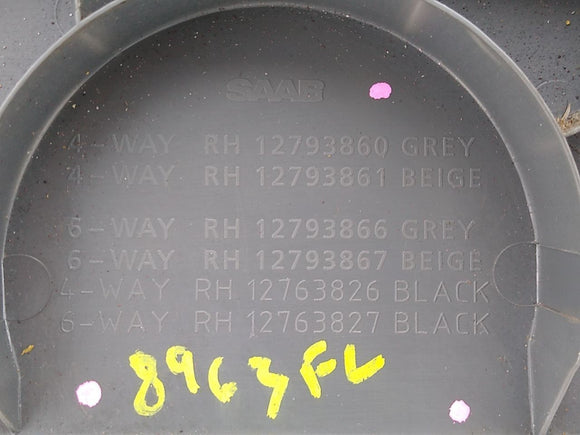 SAAB
4-WAY RH 12793860 GREY
4-WAY RH 12793861 BEIGE
6-WAY RH 12793866 GREY
6-WAY RH 12793867 BEIGE
4-WAY RH 12763826 BLACK
6-WAY RH 12763827 BLACK
8963FL